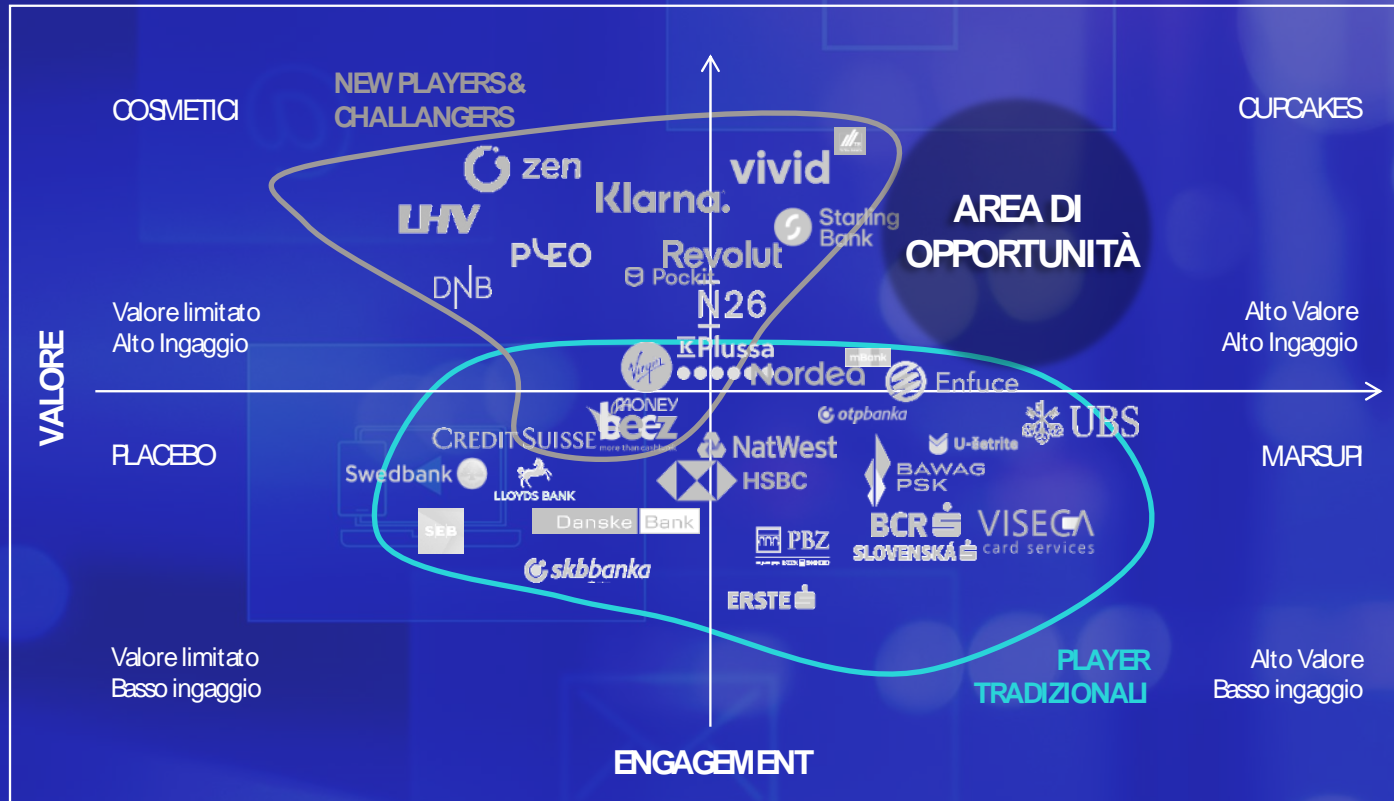 NEW PLAYERS &
CHALLANGERS
COSMETICI
CUPCAKES
zen
vivid
Klarna.
LHV
Starling
Bank
AREA DI
OPPORTUNITÀ
PLEO
Revolut
Pockit
DNB
N26
Valore limitato
Alto Ingaggio
Alto Valore
Alto Ingaggio
VALORE
K Plussa
mBank
Virgin
Nordea
Enfuce
MONEY
beez
more than cashback
otpbanka
UBS
CREDIT SUISSE
NatWest
U-šetřite
PLACEBO
MARSUPI
Swedbank
LLOYDS BANK
HSBC
BAWAG
PSK
SEB
Danske Bank
PBZ
BCR
SLOVENSKÁ
VISECA
card services
skbbanka
ERSTE
Valore limitato
Basso ingaggio
PLAYER
TRADIZIONALI
Alto Valore
Basso ingaggio
ENGAGEMENT